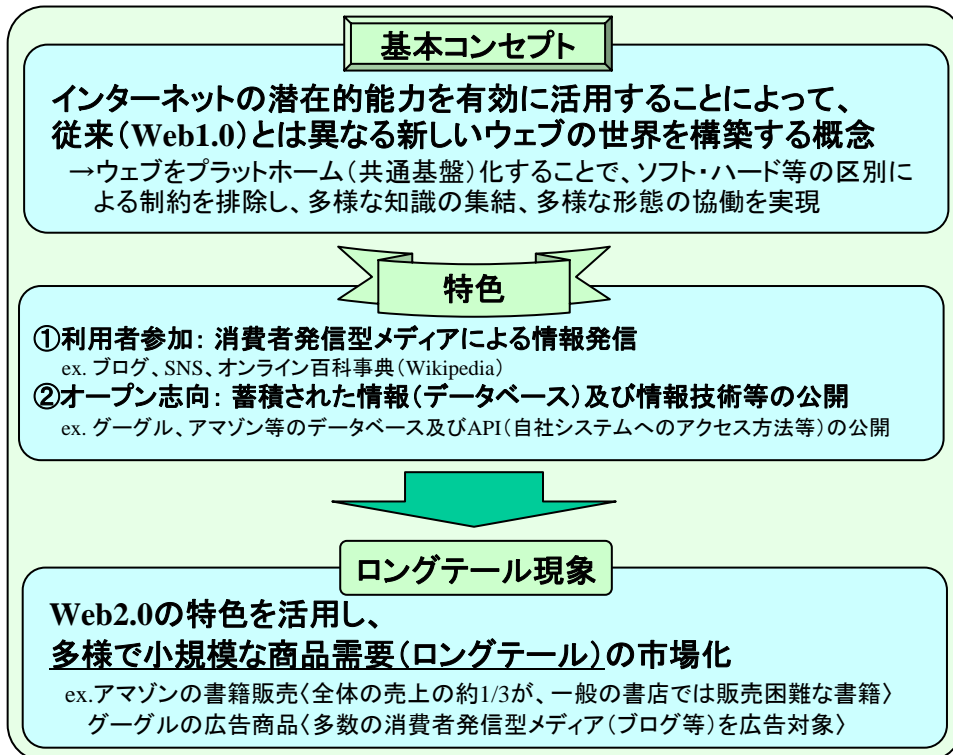 基本コンセプト
インターネットの潜在的能力を有効に活用することによって、
従来（Web1.0）とは異なる新しいウェブの世界を構築する概念
→ウェブをプラットホーム（共通基盤）化することで、ソフト・ハード等の区別に
よる制約を排除し、多様な知識の集結、多様な形態の協働を実現
特色
①利用者参加： 消費者発信型メディアによる情報発信
ex. ブログ、SNS、オンライン百科事典（Wikipedia）
②オープン志向： 蓄積された情報（データベース）及び情報技術等の公開
ex. グーグル、アマゾン等のデータベース及びAPI（自社システムへのアクセス方法等）の公開
ロングテール現象
Web2.0の特色を活用し、
多様で小規模な商品需要（ロングテール）の市場化
ex.アマゾンの書籍販売〈全体の売上の約1/3が、一般の書店では販売困難な書籍〉
グーグルの広告商品〈多数の消費者発信型メディア（ブログ等）を広告対象〉